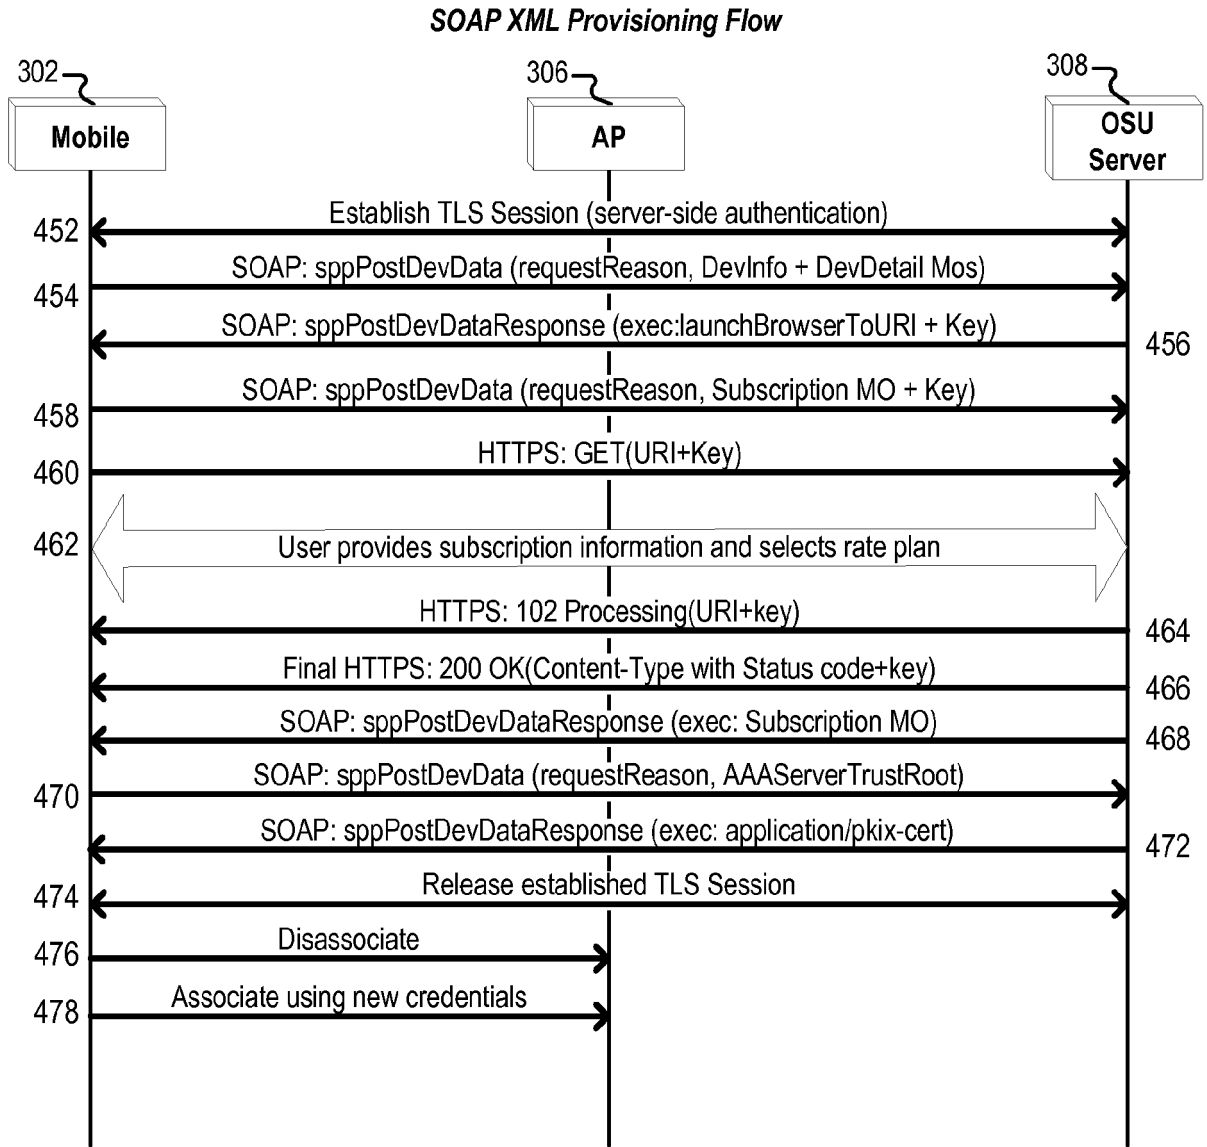 SOAP XML Provisioning Flow
302
306
308
Mobile
AP
OSU
Server
Establish TLS Session (server-side authentication)
452
SOAP: sppPostDevData (requestReason, DevInfo + DevDetail Mos)
454
SOAP: sppPostDevDataResponse (exec:launchBrowserToURI + Key)
456
SOAP: sppPostDevData (requestReason, Subscription MO + Key)
458
HTTPS: GET(URI+Key)
460
User provides subscription information and selects rate plan
462
HTTPS: 102 Processing(URI+key)
464
Final HTTPS: 200 OK(Content-Type with Status code+key)
466
SOAP: sppPostDevDataResponse (exec: Subscription MO)
468
SOAP: sppPostDevData (requestReason, AAAServerTrustRoot)
470
SOAP: sppPostDevDataResponse (exec: application/pkix-cert)
472
Release established TLS Session
474
Disassociate
476
Associate using new credentials
478